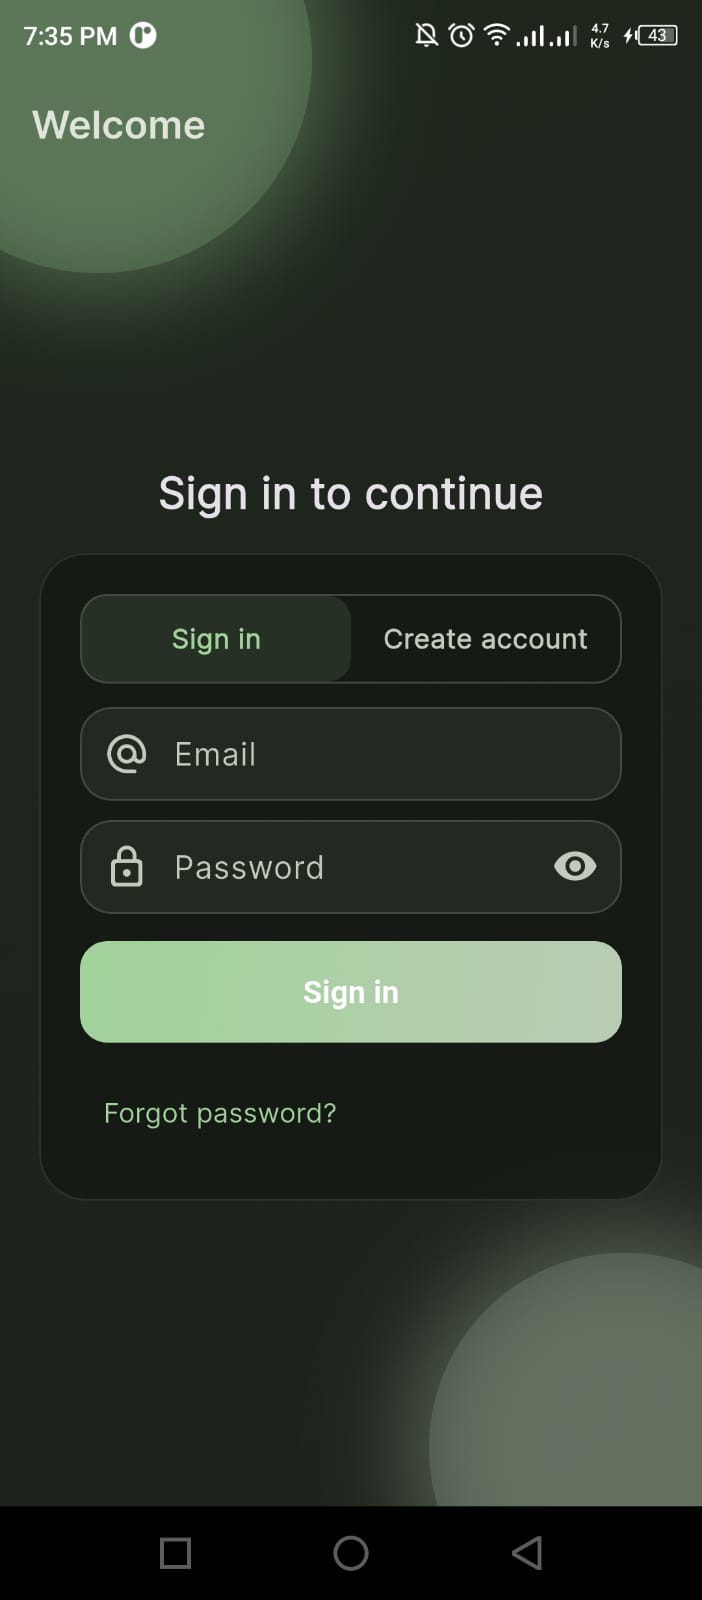 7:35 PM 4.7 K/s 43
Welcome
Sign in to continue
Sign in Create account
Email
Password
Sign in
Forgot password?